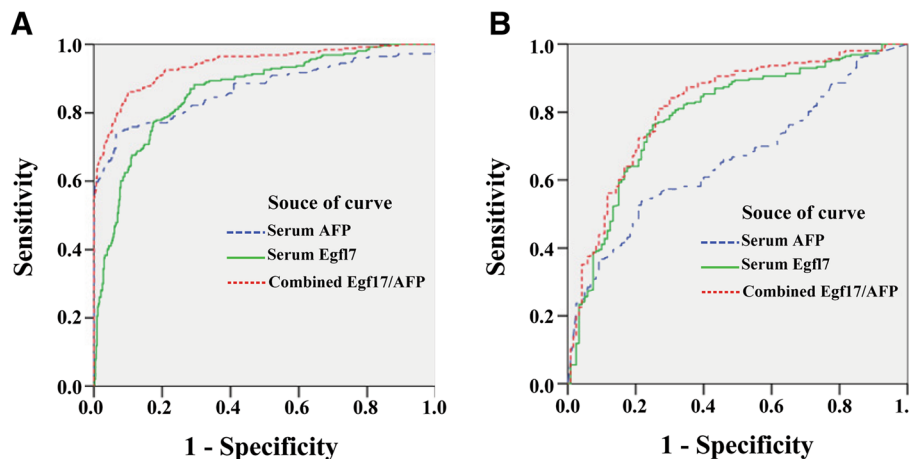 A
1.0
0.8
0.6
0.4
0.2
0.0
Sensitivity
Souce of curve
Serum AFP
Serum Egfl7
Combined Egf17/AFP
0.0 0.2 0.4 0.6 0.8 1.0
1 - Specificity
B
1.0
0.8
0.6
0.4
0.2
0.0
Sensitivity
Souce of curve
Serum AFP
Serum Egfl7
Combined Egf17/AFP
0.0 0.2 0.4 0.6 0.8 1.0
1 - Specificity